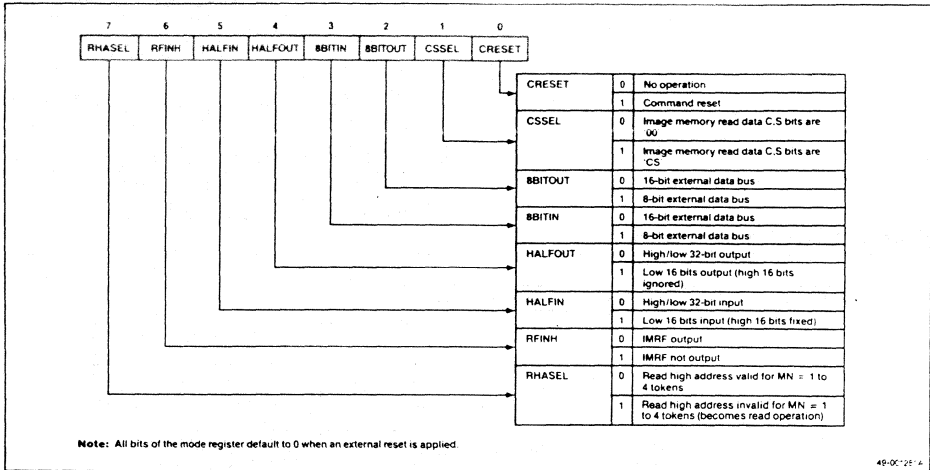 7 6 5 4 3 2 1 0
RHASEL RFINH HALFIN HALFOUT 8BITIN 8BITOUT CSSEL CRESET
CRESET 0 No operation
1 Command reset
CSSEL 0 Image memory read data C.S bits are
'00
1 Image memory read data C.S bits are
'CS
8BITOUT 0 16-bit external data bus
1 8-bit external data bus
8BITIN 0 16-bit external data bus
1 8-bit external data bus
HALFOUT 0 High/low 32-bit output
1 Low 16 bits output (high 16 bits
ignored)
HALFIN 0 High/low 32-bit input
1 Low 16 bits input (high 16 bits fixed)
RFINH 0 IMRF output
1 IMRF not output
RHASEL 0 Read high address valid for MN = 1 to
4 tokens
1 Read high address invalid for MN = 1
to 4 tokens (becomes read operation)
Note: All bits of the mode register default to 0 when an external reset is applied.